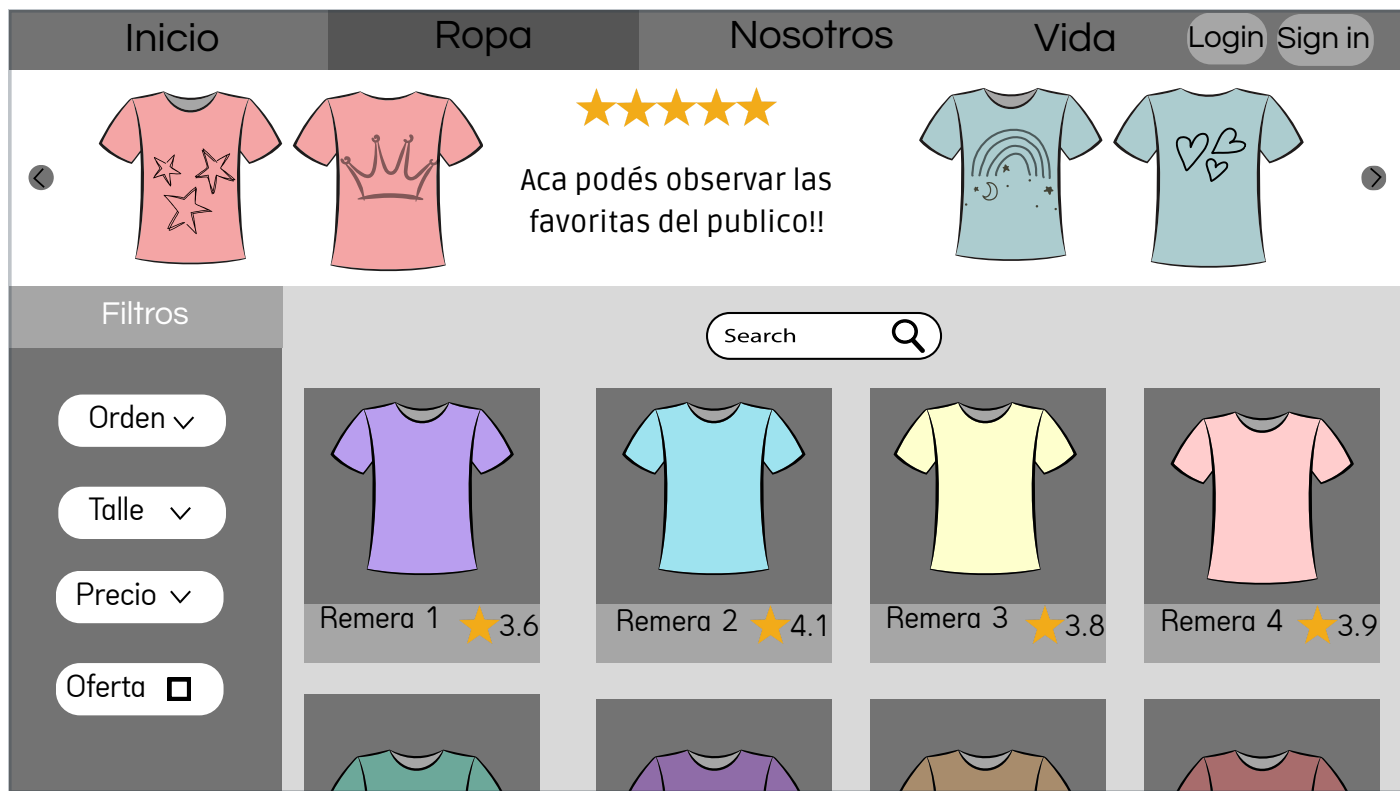 Inicio
Ropa
Nosotros
Vida
Login
Sign in
Aca podés observar las
favoritas del publico!!
Filtros
Search
Orden
Talle
Precio
Oferta
Remera 1
3.6
Remera 2
4.1
Remera 3
3.8
Remera 4
3.9